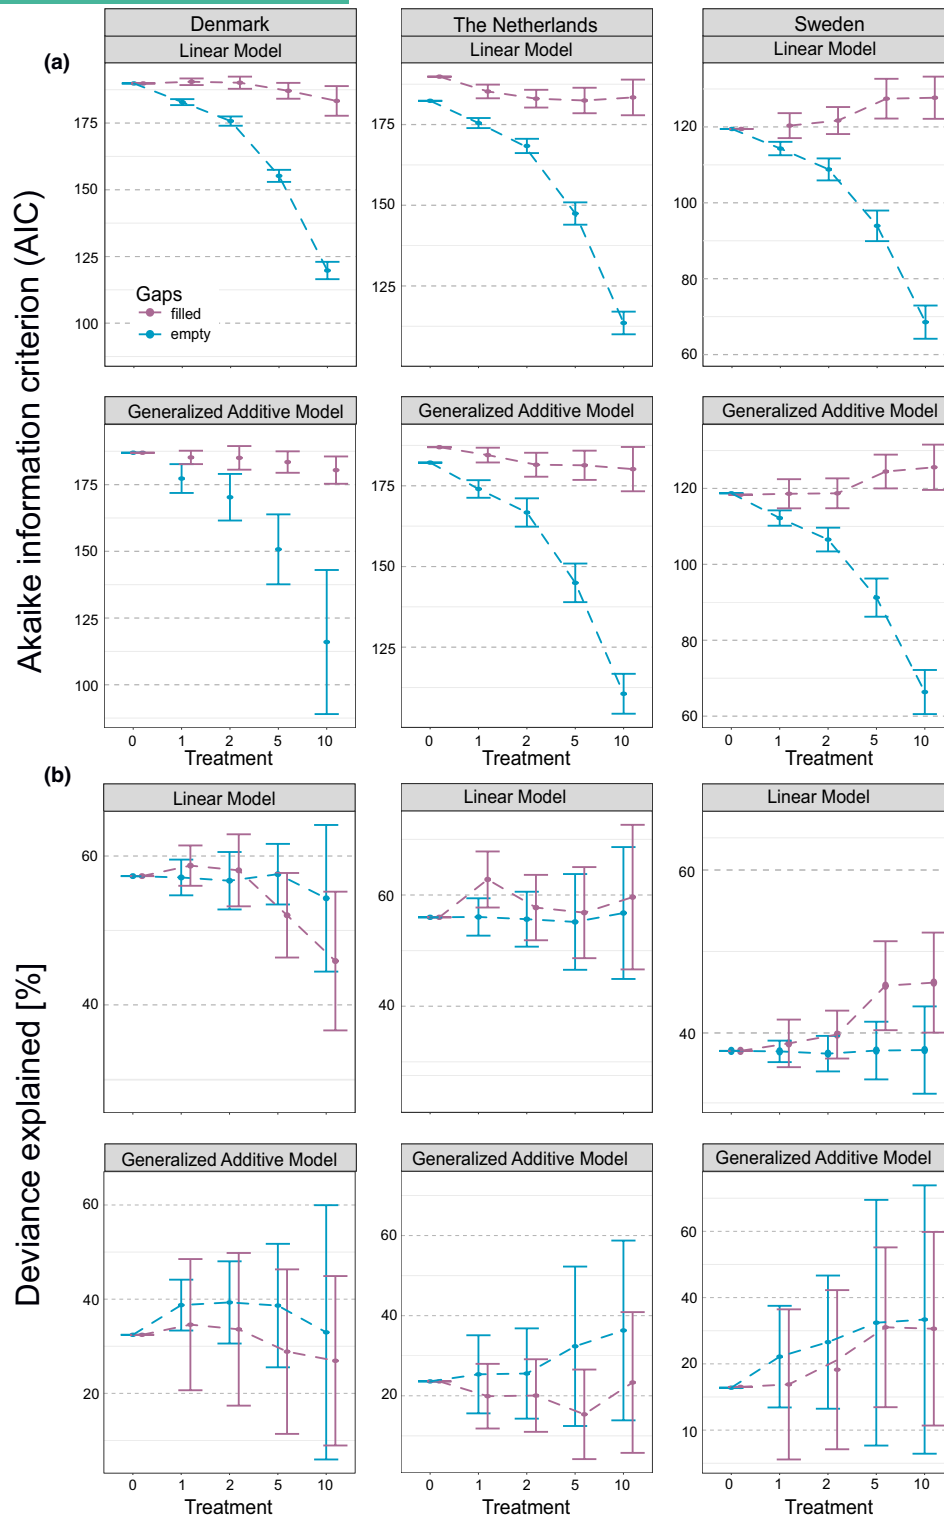 Denmark
The Netherlands
Sweden
(a)
Linear Model
Linear Model
Linear Model
Akaike information criterion (AIC)
175
150
125
100
Gaps
filled
empty
175
150
125
120
100
80
60
Generalized Additive Model
Generalized Additive Model
Generalized Additive Model
175
150
125
100
175
150
125
120
100
80
60
0 1 2 5 10
0 1 2 5 10
0 1 2 5 10
Treatment
Treatment
Treatment
(b)
Linear Model
Linear Model
Linear Model
Deviance explained [%]
60
40
60
40
60
40
Generalized Additive Model
Generalized Additive Model
Generalized Additive Model
60
40
20
60
40
20
60
40
20
10
0 1 2 5 10
0 1 2 5 10
0 1 2 5 10
Treatment
Treatment
Treatment